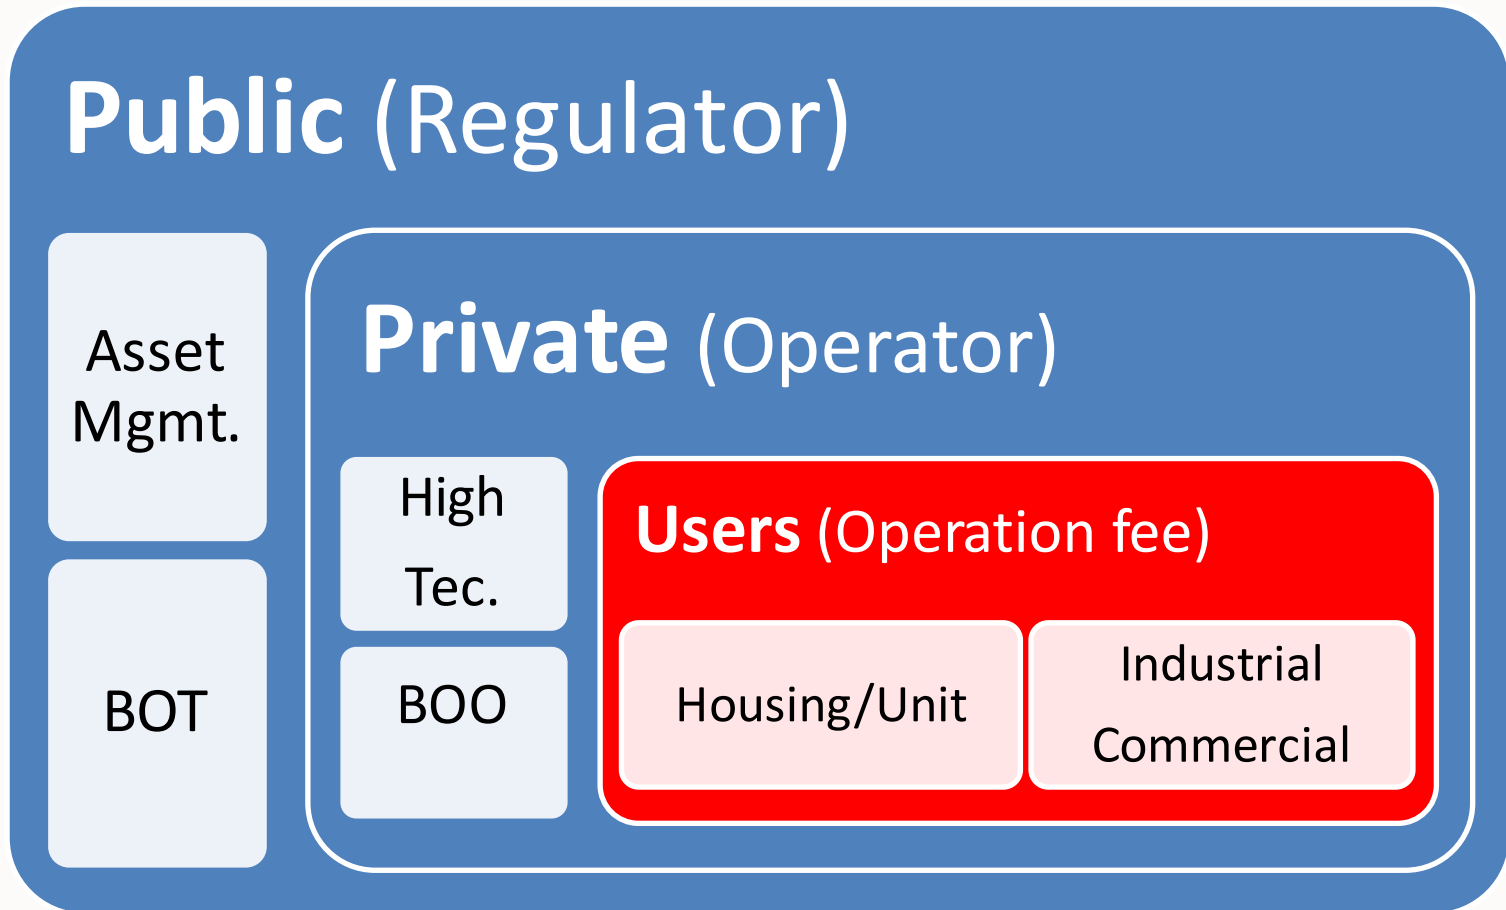 Public (Regulator)
Asset
Mgmt.
BOT
Private (Operator)
High
Tec.
BOO
Users (Operation fee)
Housing/Unit
Industrial
Commercial